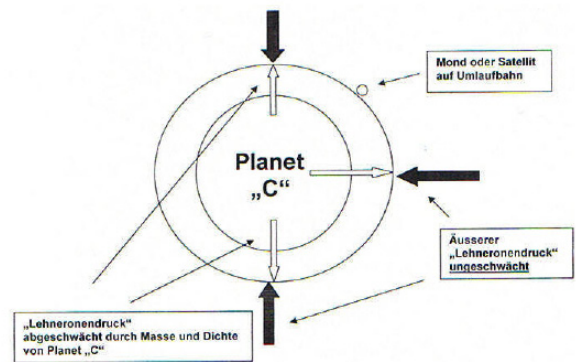 Mond oder Satellit
auf Umlaufbahn
Planet
„C“
Äusserer
„Lehneronendruck“
ungeschwächt
„Lehneronendruck“
abgeschwächt durch Masse und Dichte
von Planet „C“